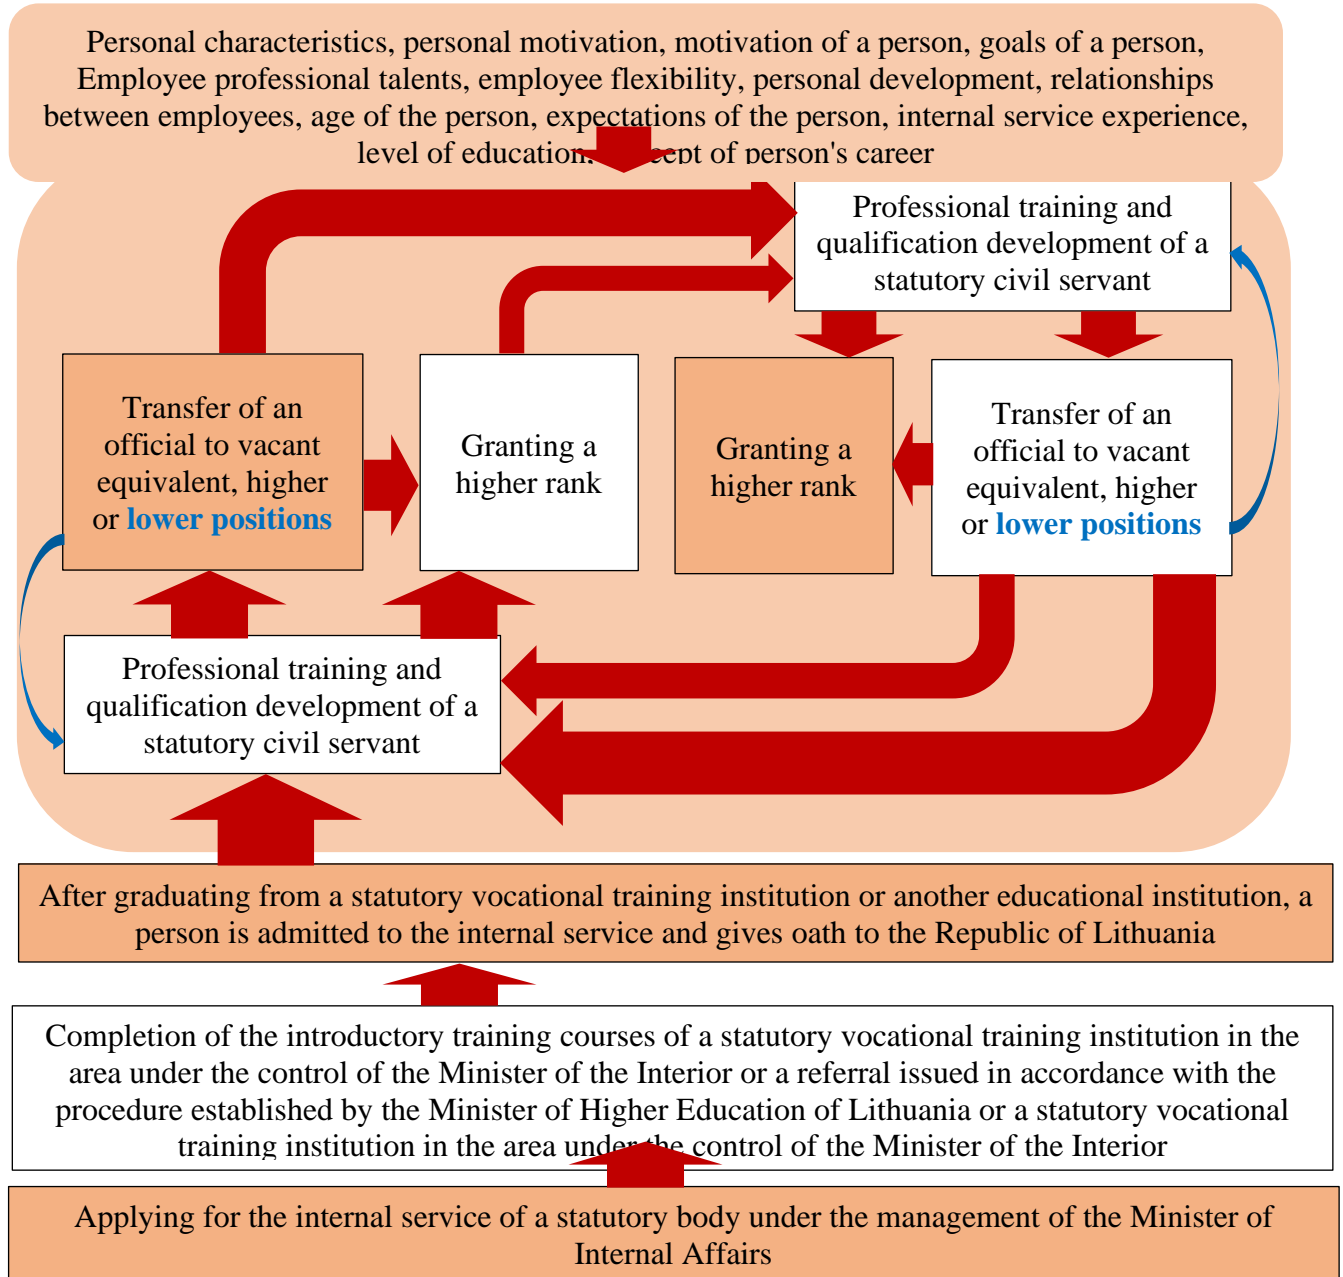 Personal characteristics, personal motivation, motivation of a person, goals of a person,
Employee professional talents, employee flexibility, personal development, relationships
between employees, age of the person, expectations of the person, internal service experience,
level of education, of person's career
Professional training and
qualification development of a
statutory civil servant
Transfer of an
official to vacant
equivalent, higher
or lower positions
Granting a
higher rank
Granting a
higher rank
Transfer of an
official to vacant
equivalent, higher
or lower positions
Professional training and
qualification development of a
statutory civil servant
After graduating from a statutory vocational training institution or another educational institution, a
person is admitted to the internal service and gives oath to the Republic of Lithuania
Completion of the introductory training courses of a statutory vocational training institution in the
area under the control of the Minister of the Interior or a referral issued in accordance with the
procedure established by the Minister of Higher Education of Lithuania or a statutory vocational
training institution in the area under the control of the Minister of the Interior
Applying for the internal service of a statutory body under the management of the Minister of
Internal Affairs